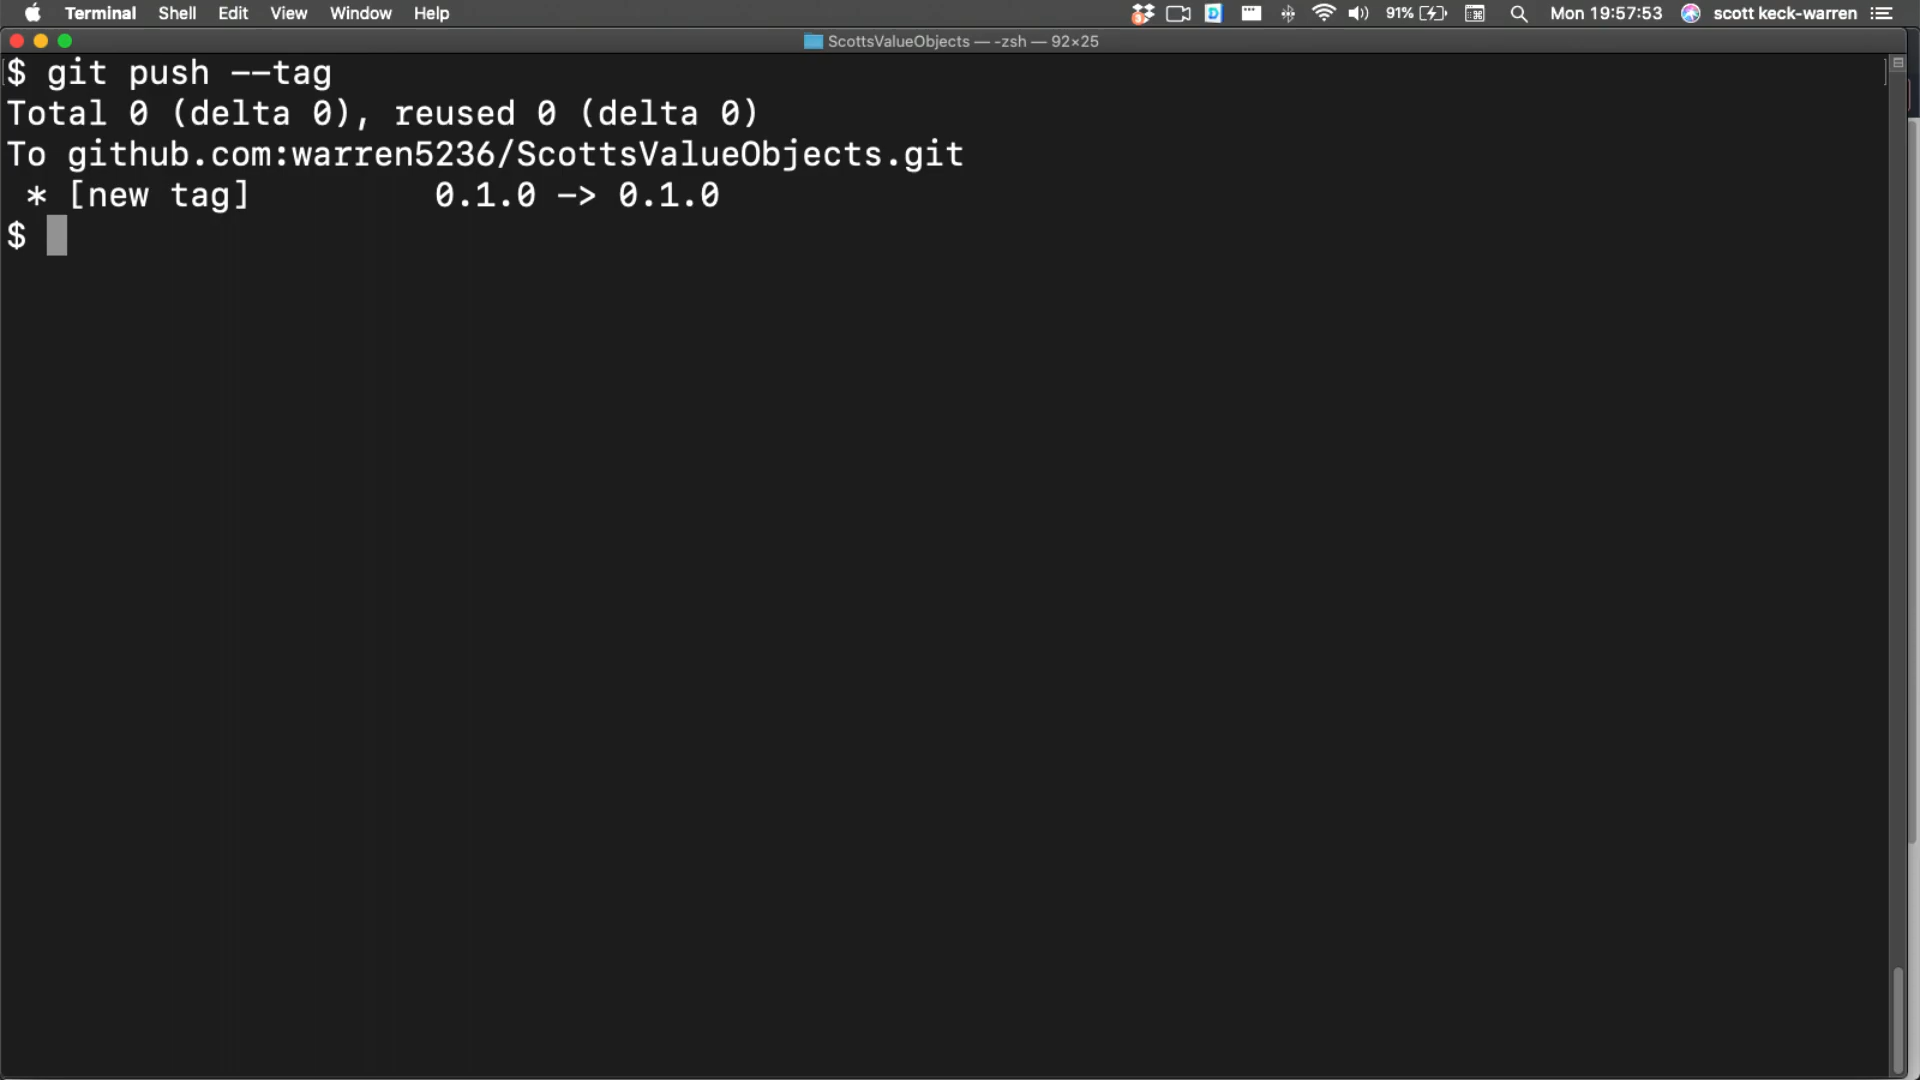 Terminal Shell Edit View Window Help 91% Mon 19:57:53 scott keck-warren
ScottsValueObjects — -zsh — 92×25
$ git push --tag
Total 0 (delta 0), reused 0 (delta 0)
To github.com:warren5236/ScottsValueObjects.git
 * [new tag]         0.1.0 -> 0.1.0
$